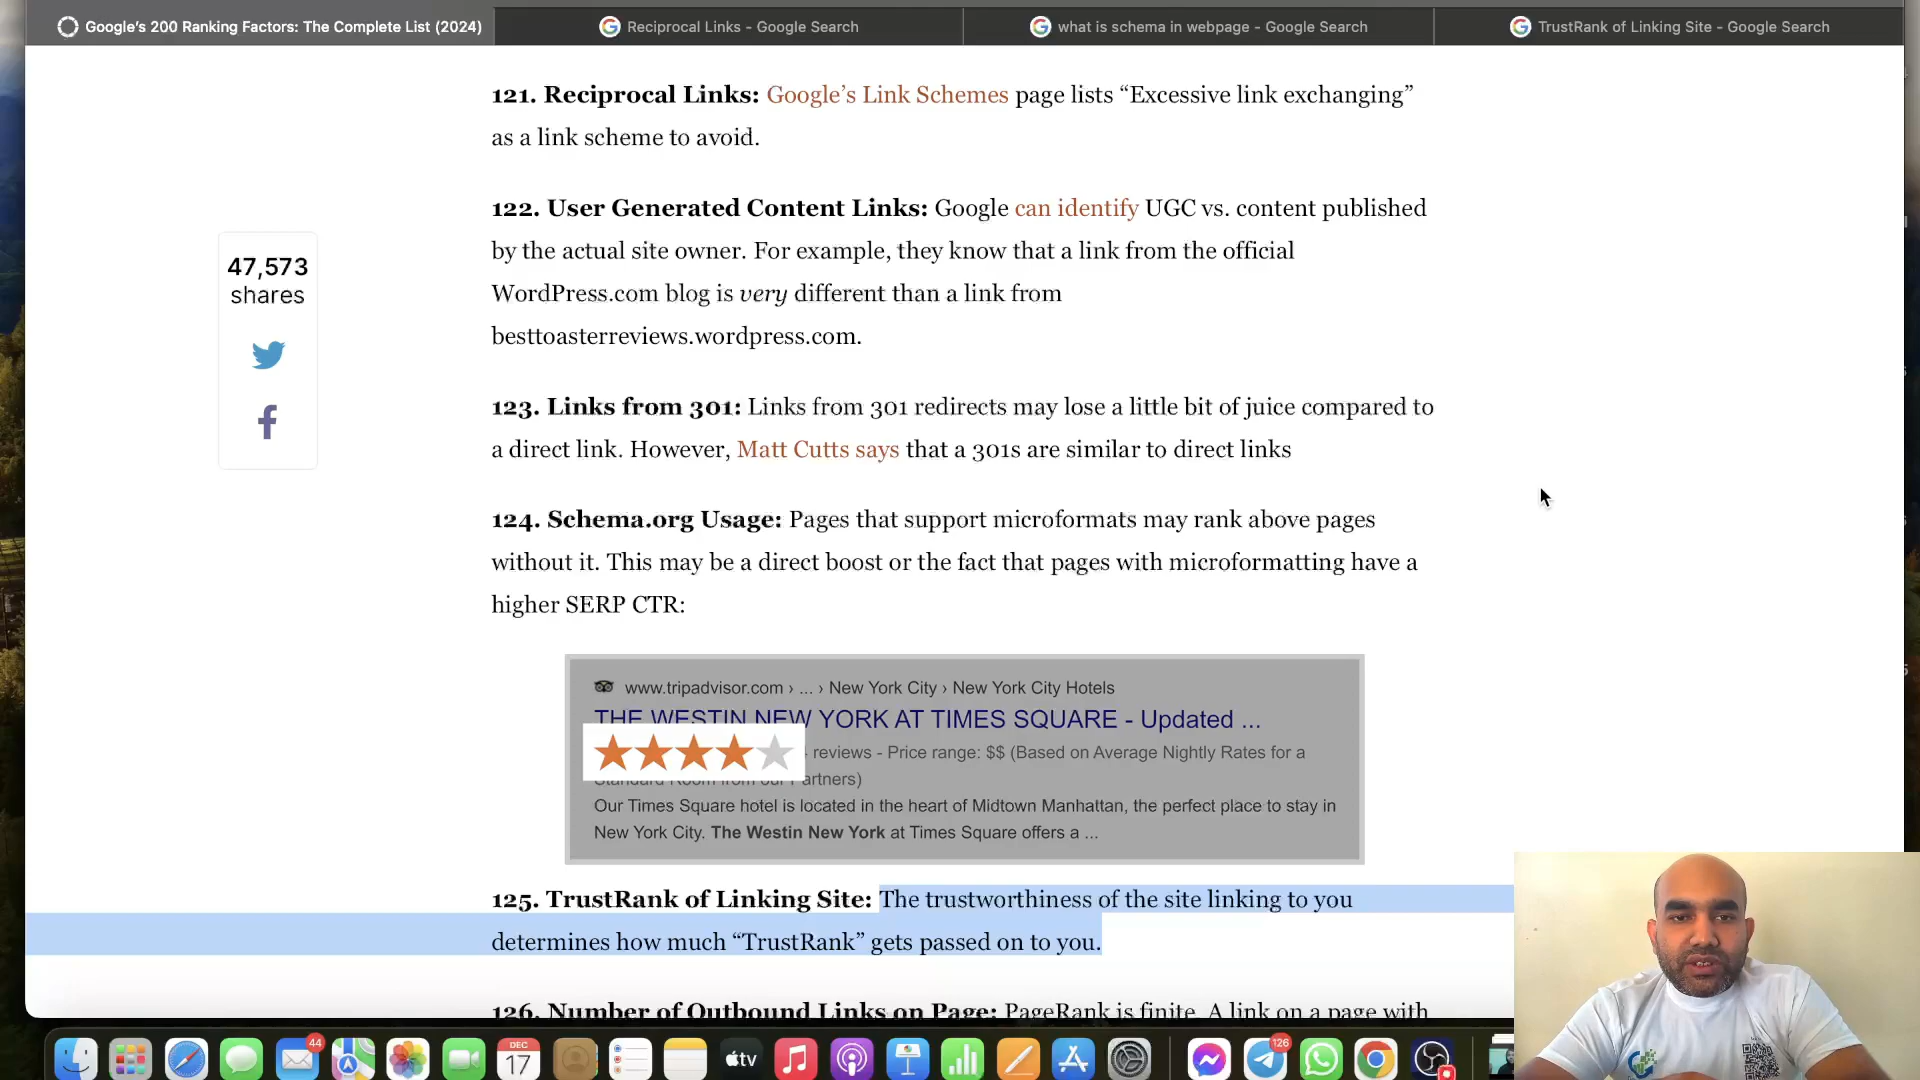 Google's 200 Ranking Factors: The Complete List (2024)
Reciprocal Links - Google Search
what is schema in webpage - Google Search
TrustRank of Linking Site - Google Search
121. Reciprocal Links: Google's Link Schemes page lists “Excessive link exchanging”
as a link scheme to avoid.
122. User Generated Content Links: Google can identify UGC vs. content published
by the actual site owner. For example, they know that a link from the official
WordPress.com blog is very different than a link from
besttoasterreviews.wordpress.com.
47,573
shares
123. Links from 301: Links from 301 redirects may lose a little bit of juice compared to
a direct link. However, Matt Cutts says that a 301s are similar to direct links
124. Schema.org Usage: Pages that support microformats may rank above pages
without it. This may be a direct boost or the fact that pages with microformatting have a
higher SERP CTR:
www.tripadvisor.com › ... › New York City › New York City Hotels
THE WESTIN NEW YORK AT TIMES SQUARE - Updated ...
reviews - Price range: $$ (Based on Average Nightly Rates for a
Standard Room from our Partners)
Our Times Square hotel is located in the heart of Midtown Manhattan, the perfect place to stay in
New York City. The Westin New York at Times Square offers a ...
125. TrustRank of Linking Site: The trustworthiness of the site linking to you
determines how much “TrustRank” gets passed on to you.
126. Number of Outbound Links on Page: PageRank is finite. A link on a page with
44
DEC
17
tv
126